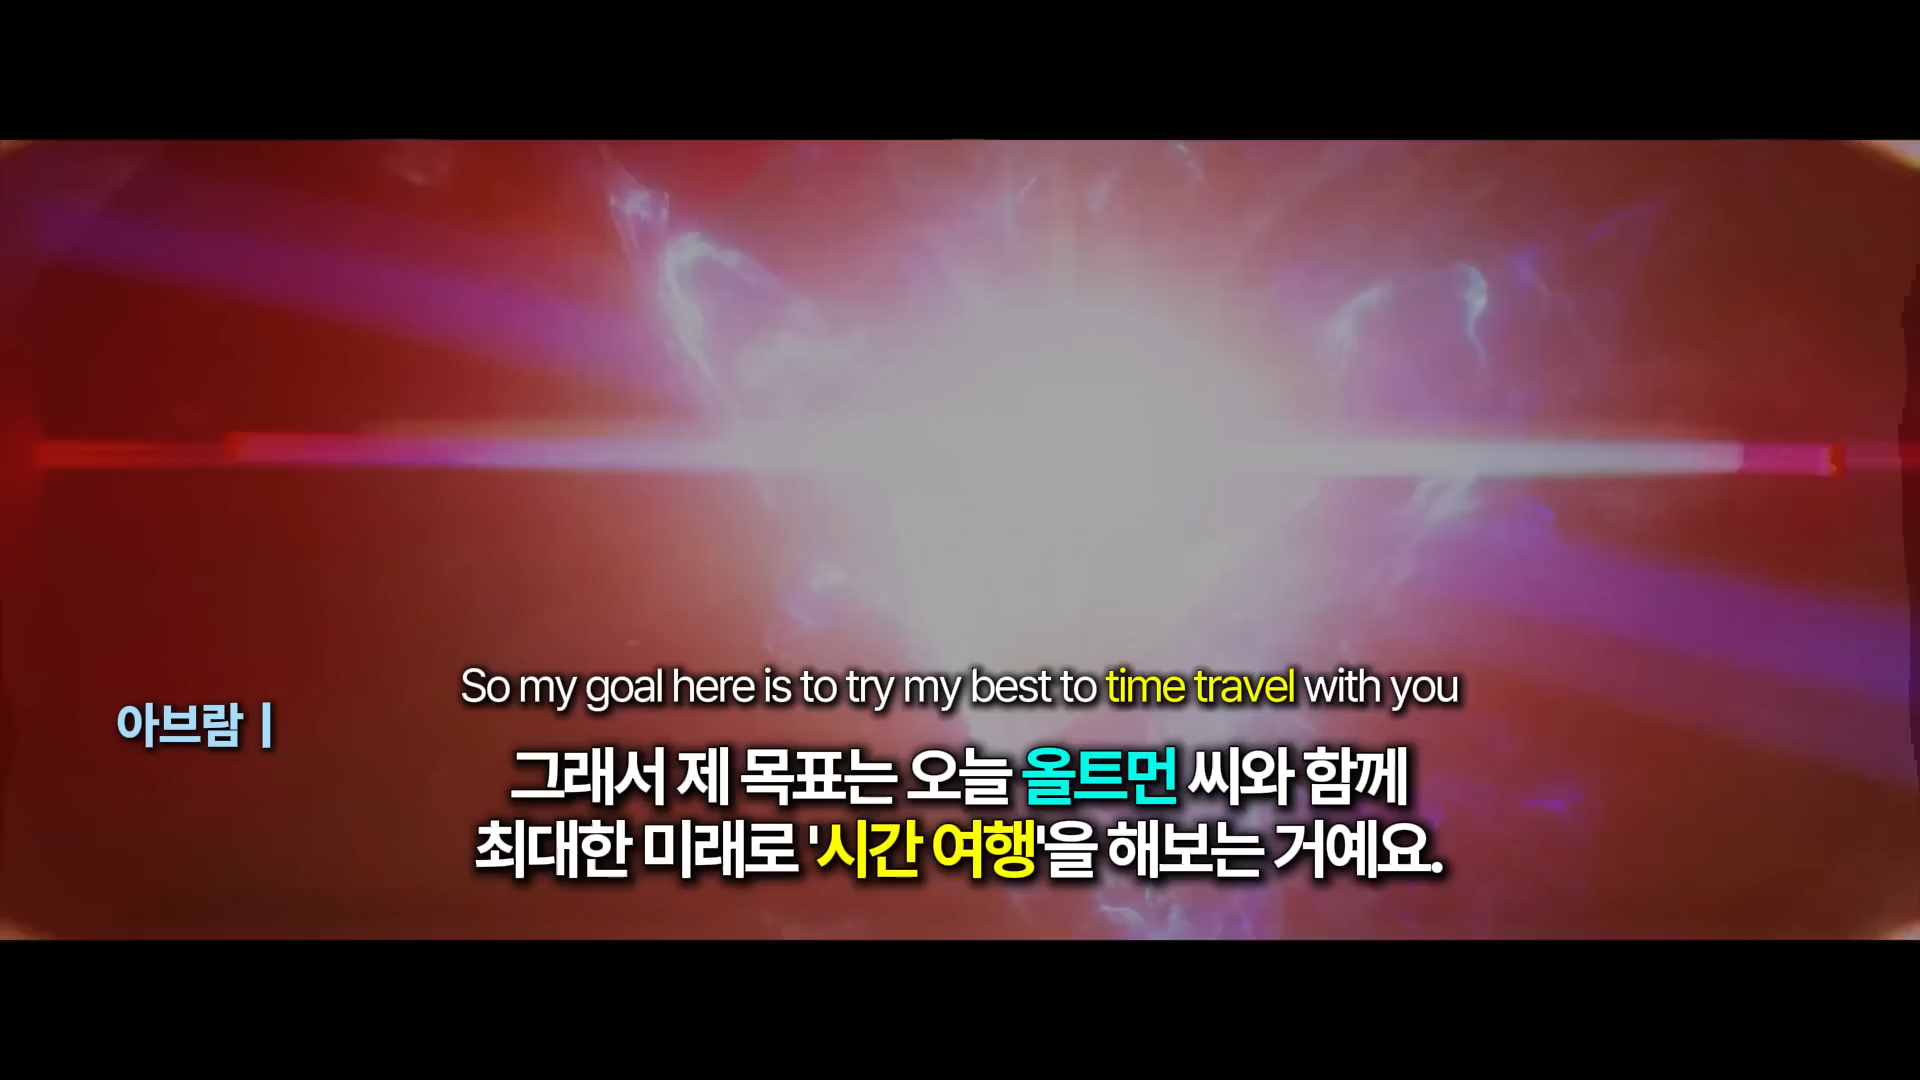 So my goal here is to try my best to time travel with you
아브람 |
그래서 제 목표는 오늘 올트먼 씨와 함께
최대한 미래로 '시간 여행'을 해보는 거예요.